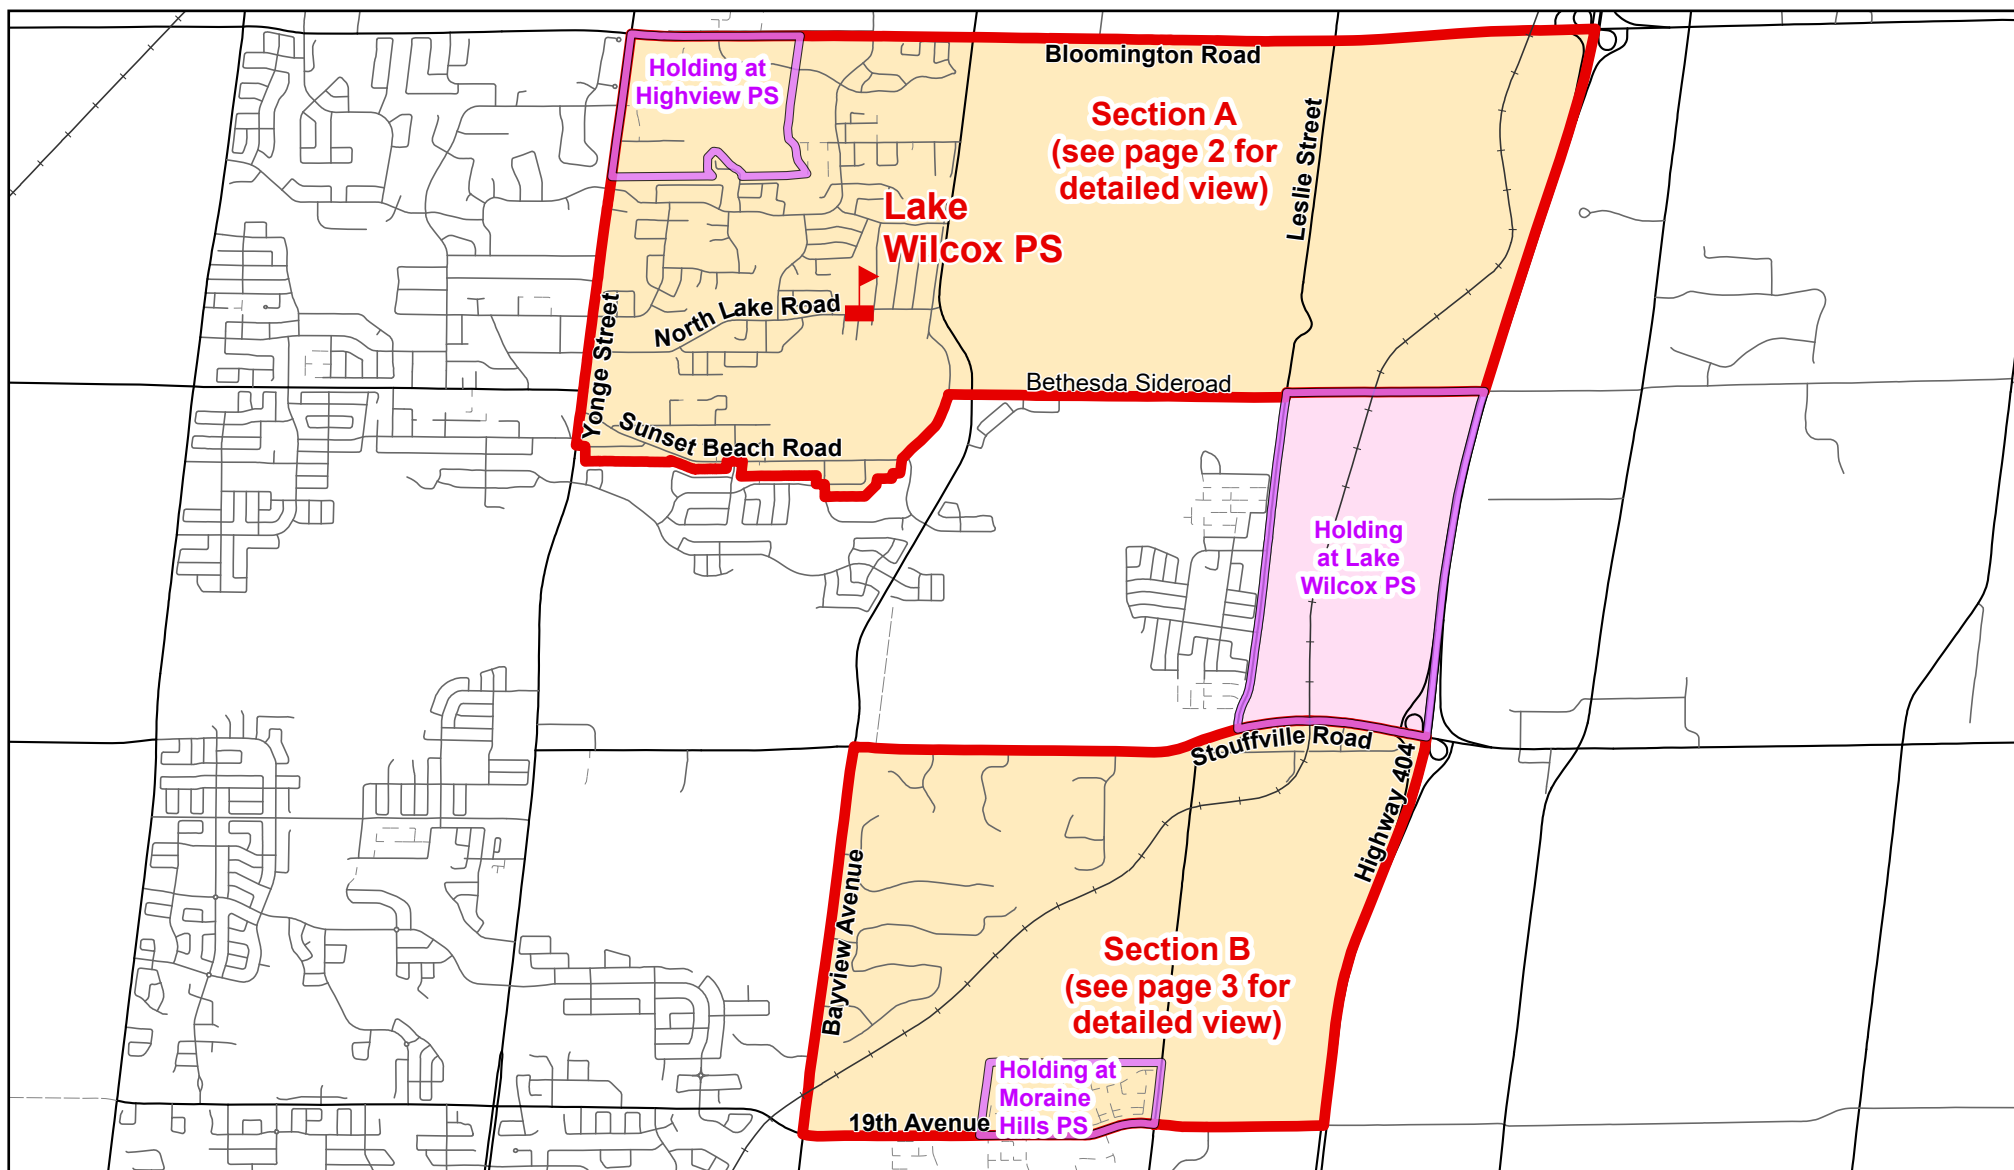 Bloomington Road
Holding at
Highview PS
Section A
(see page 2 for
detailed view)
Leslie Street
Lake
Wilcox PS
North Lake Road
Yonge Street
Bethesda Sideroad
Sunset Beach Road
Holding
at Lake
Wilcox PS
Stouffville Road
Highway 404
Bayview Avenue
Section B
(see page 3 for
detailed view)
Holding at
Moraine
Hills PS
19th Avenue